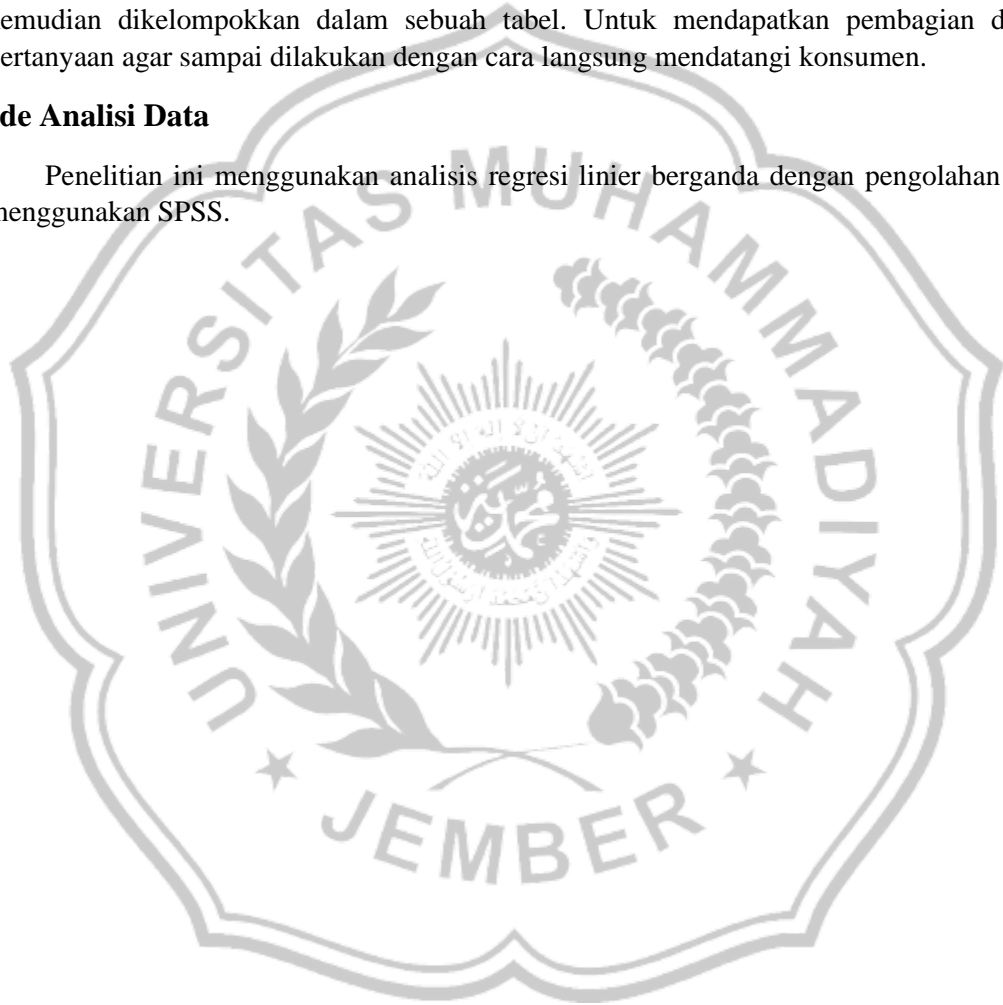 emudian dikelompokkan dalam sebuah tabel. Untuk mendapatkan pembagian d
ertanyaan agar sampai dilakukan dengan cara langsung mendatangi konsumen.
de Analisi Data
Penelitian ini menggunakan analisis regresi linier berganda dengan pengolahan
menggunakan SPSS.
UNIVERSITAS MUHAMMADIYAH
JEMBER